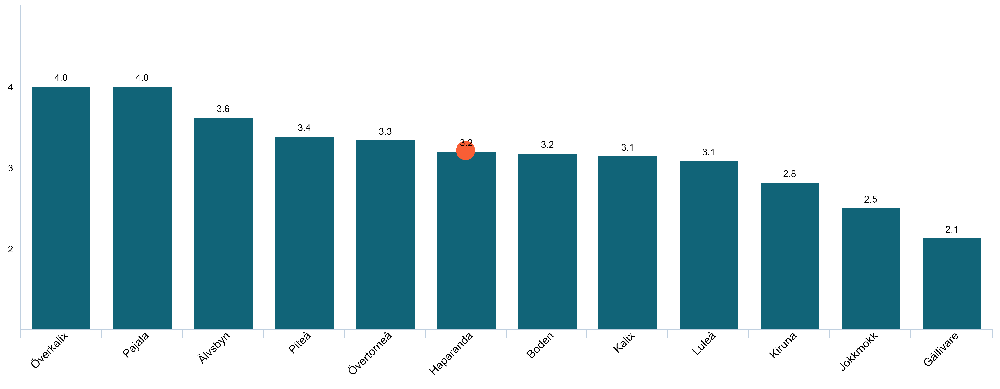 4.0
4.0
3.6
3.4
3.3
3.2
3.2
3.1
3.1
2.8
2.5
2.1
4
3
2
Överkalix
Pajala
Älvsbyn
Piteå
Övertorneå
Haparanda
Boden
Kalix
Luleå
Kiruna
Jokkmokk
Gällivare